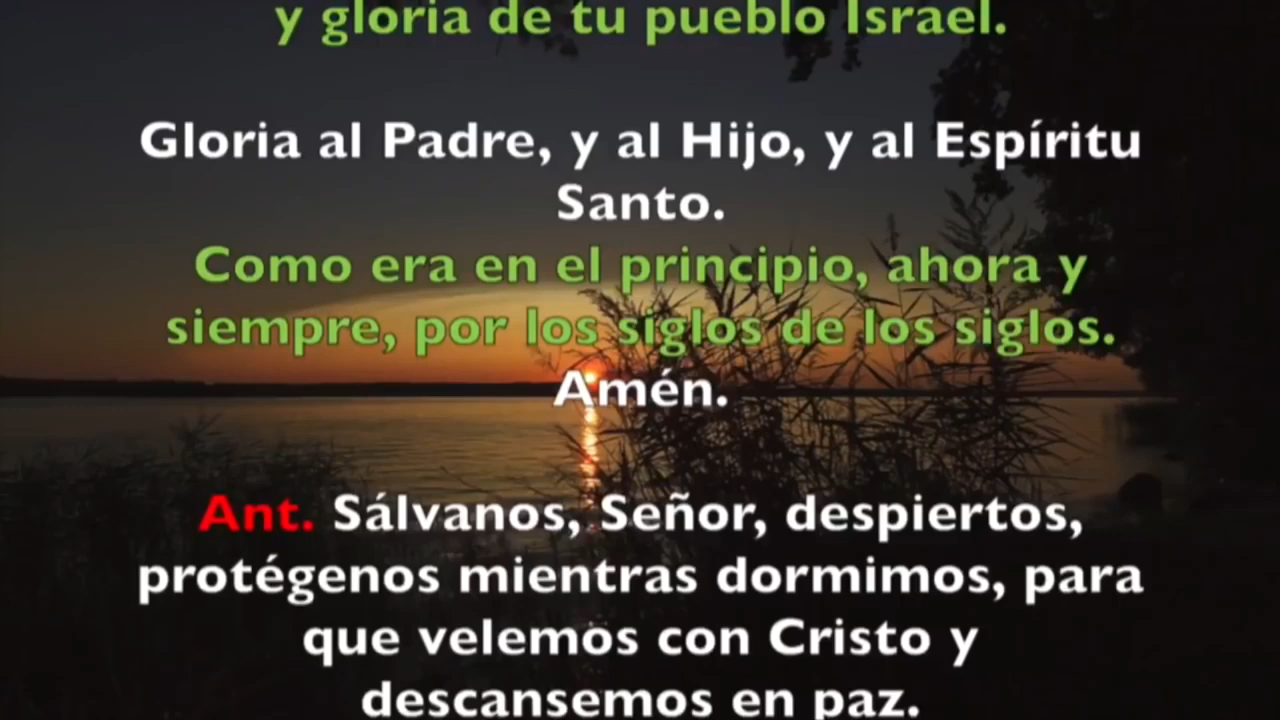 y gloria de tu pueblo Israel.
Gloria al Padre, y al Hijo, y al Espíritu
Santo.
Como era en el principio, ahora y
siempre, por los siglos de los siglos.
Amén.
Ant. Sálvanos, Señor, despiertos,
protégenos mientras dormimos, para
que velemos con Cristo y
descansemos en paz.